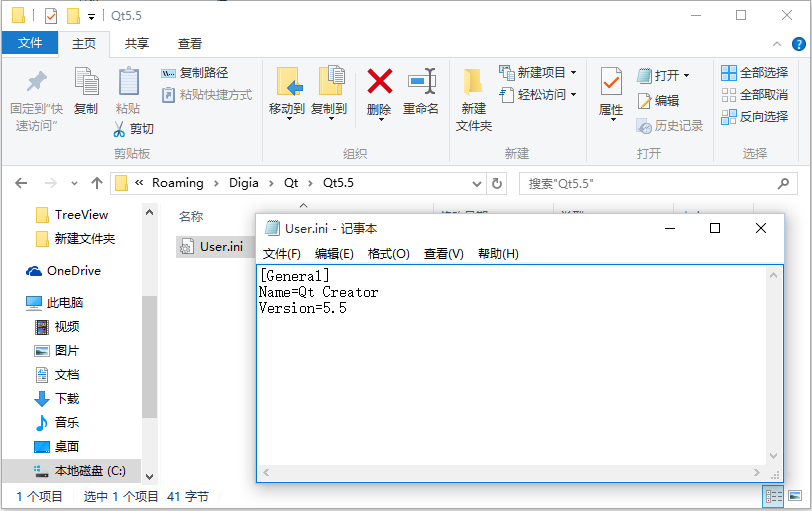 Qt5.5
文件 主页 共享 查看
固定到"快速访问"
复制
粘贴
复制路径
粘贴快捷方式
剪切
剪贴板
移动到 复制到 删除 重命名
组织
新建
文件夹
新建项目
轻松访问
新建
属性
打开
编辑
历史记录
打开
全部选择
全部取消
反向选择
选择
« Roaming > Digia > Qt > Qt5.5
搜索"Qt5.5"
TreeView
新建文件夹
OneDrive
此电脑
视频
图片
文档
下载
音乐
桌面
本地磁盘 (C:)
名称
User.ini
User.ini - 记事本
文件(F) 编辑(E) 格式(O) 查看(V) 帮助(H)
[General]
Name=Qt Creator
Version=5.5
1 个项目 选中 1 个项目 41 字节